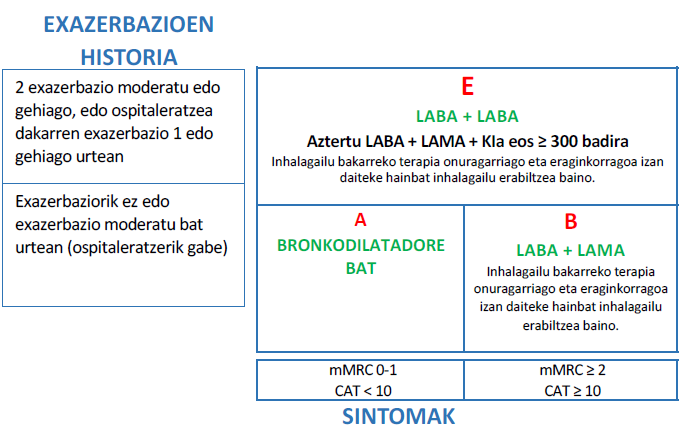 EXAZERBAZIOEN
HISTORIA
2 exazerbazio moderatu edo
gehiago, edo ospitaleratzea
dakarren exazerbazio 1 edo
gehiago urtean
Exazerbaziorik ez edo
exazerbazio moderatu bat
urtean (ospitaleratzerik gabe)
E
LABA + LABA
Aztertu LABA + LAMA + KIa eos ≥ 300 badira
Inhalagailu bakarreko terapia onuragarriago eta eraginkorragoa izan
daiteke hainbat inhalagailu erabiltzea baino.
A
BRONKODILATADORE
BAT
B
LABA + LAMA
Inhalagailu bakarreko terapia
onuragarriago eta eraginkorragoa
izan daiteke hainbat inhalagailu
erabiltzea baino.
mMRC 0-1
CAT < 10
mMRC ≥ 2
CAT ≥ 10
SINTOMAK